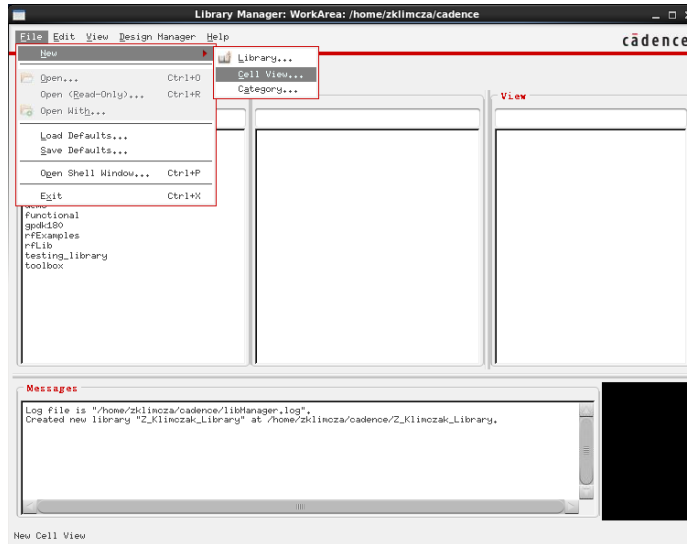 Library Manager: WorkArea: /home/zklimcza/cadence
File Edit View Design Manager Help
cādence
New
Library...
Cell View...
Category...
Open... Ctrl+O
Open (Read-Only)... Ctrl+R
Open With...
Load Defaults...
Save Defaults...
Open Shell Window... Ctrl+P
Exit Ctrl+X
View
functional
gpdk180
rfExamples
rfLib
testing_library
toolbox
Messages
Log file is "/home/zklimcza/cadence/libManager.log".
Created new library "Z_Klimczak_Library" at /home/zklimcza/cadence/Z_Klimczak_Library.
New Cell View